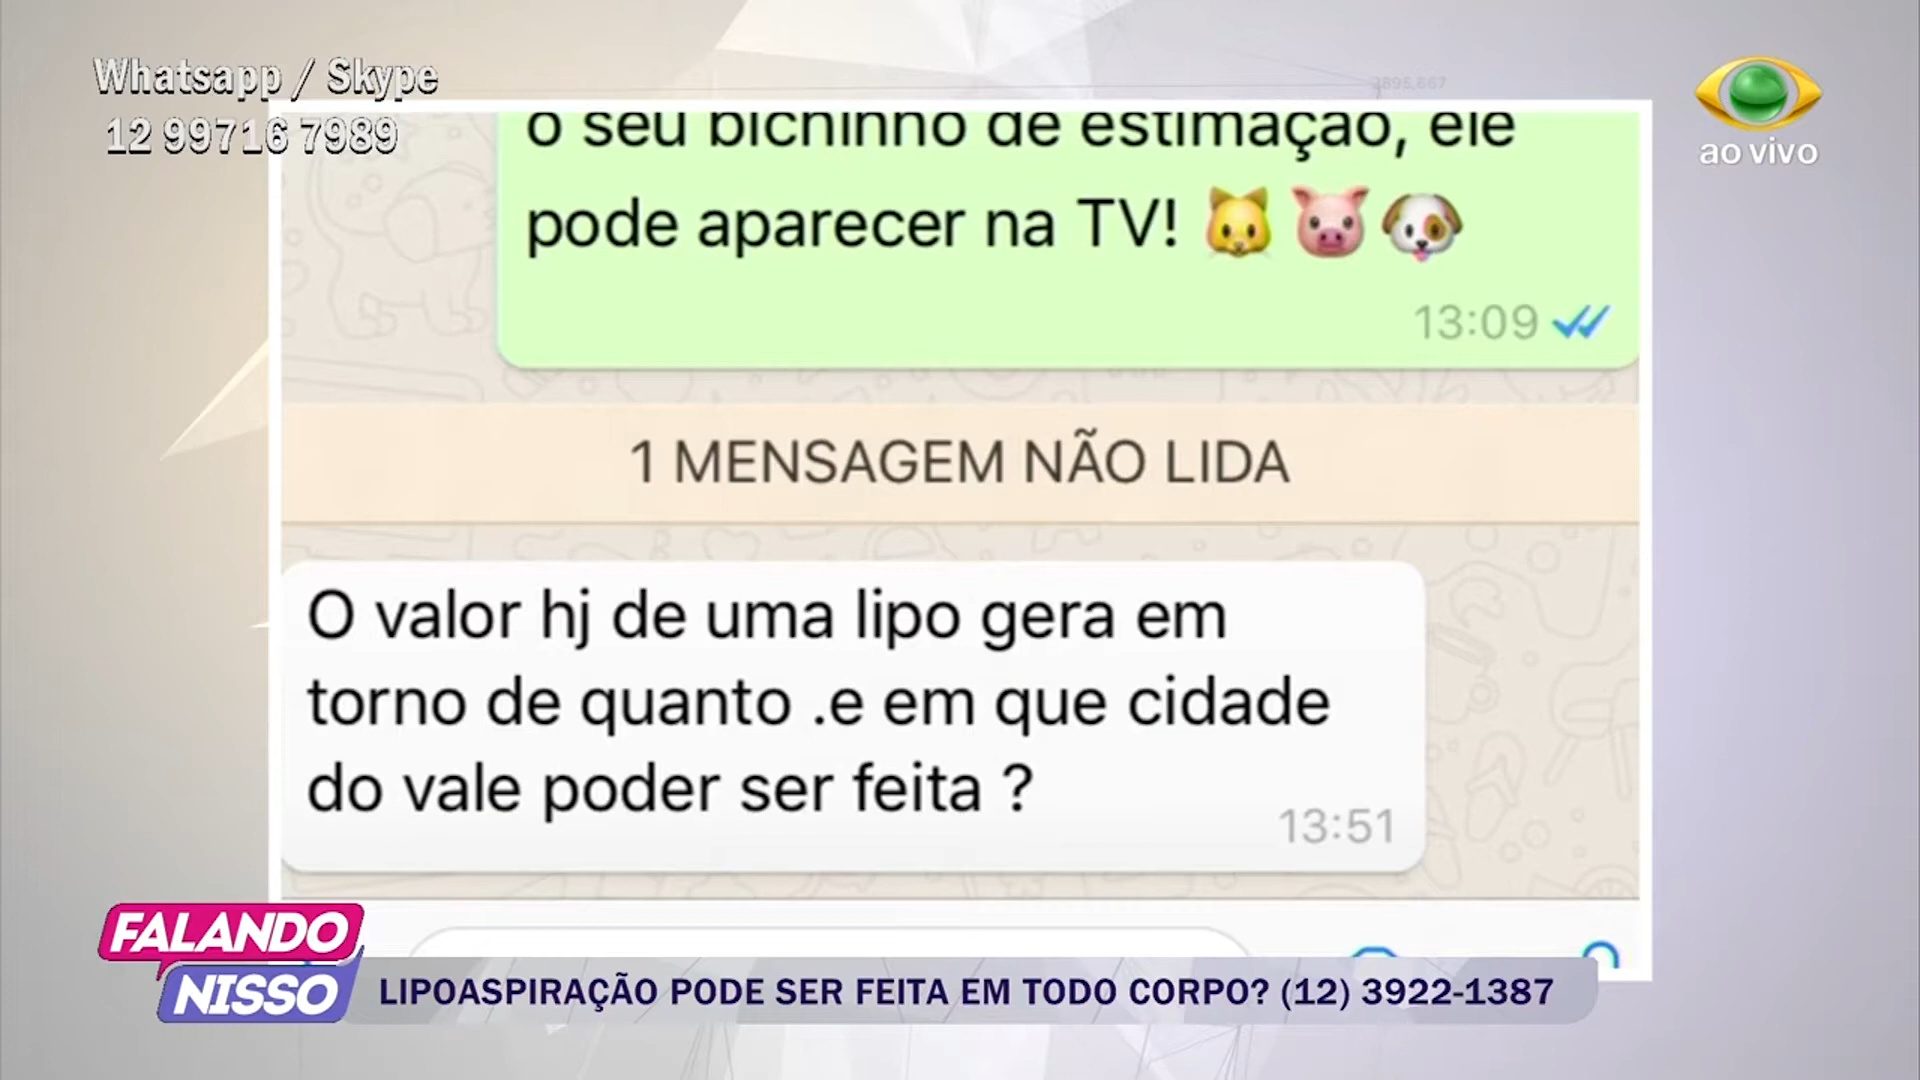 Whatsapp / Skype
12 99716 7989
3895,667
ao vivo
o seu bichinho de estimação, ele
pode aparecer na TV!
13:09
1 MENSAGEM NÃO LIDA
O valor hj de uma lipo gera em
torno de quanto .e em que cidade
do vale poder ser feita ?
13:51
FALANDO
NISSO
LIPOASPIRAÇÃO PODE SER FEITA EM TODO CORPO? (12) 3922-1387